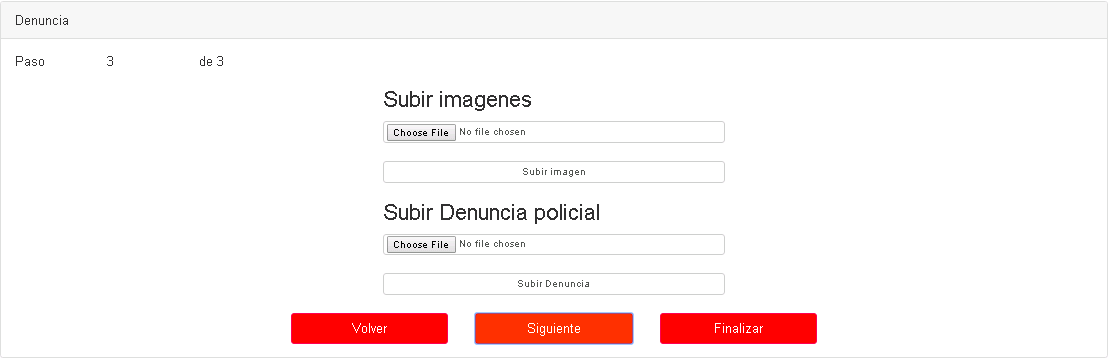 Denuncia
Paso 3 de 3
Subir imagenes
Choose File No file chosen
Subir imagen
Subir Denuncia policial
Choose File No file chosen
Subir Denuncia
Volver Siguiente Finalizar